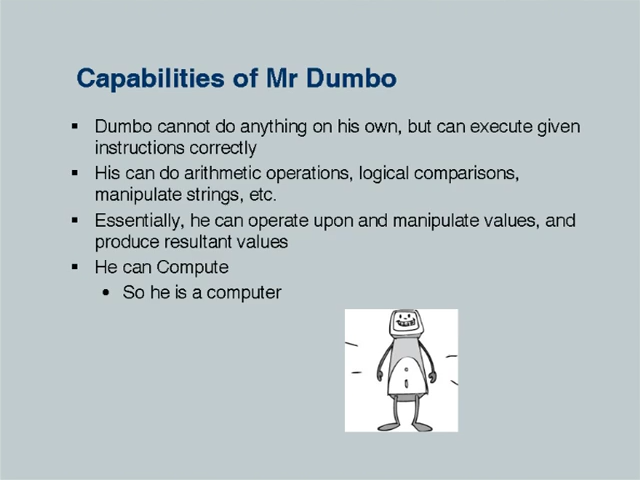 Capabilities of Mr Dumbo
▪ Dumbo cannot do anything on his own, but can execute given
instructions correctly
▪ His can do arithmetic operations, logical comparisons,
manipulate strings, etc.
▪ Essentially, he can operate upon and manipulate values, and
produce resultant values
▪ He can Compute
• So he is a computer